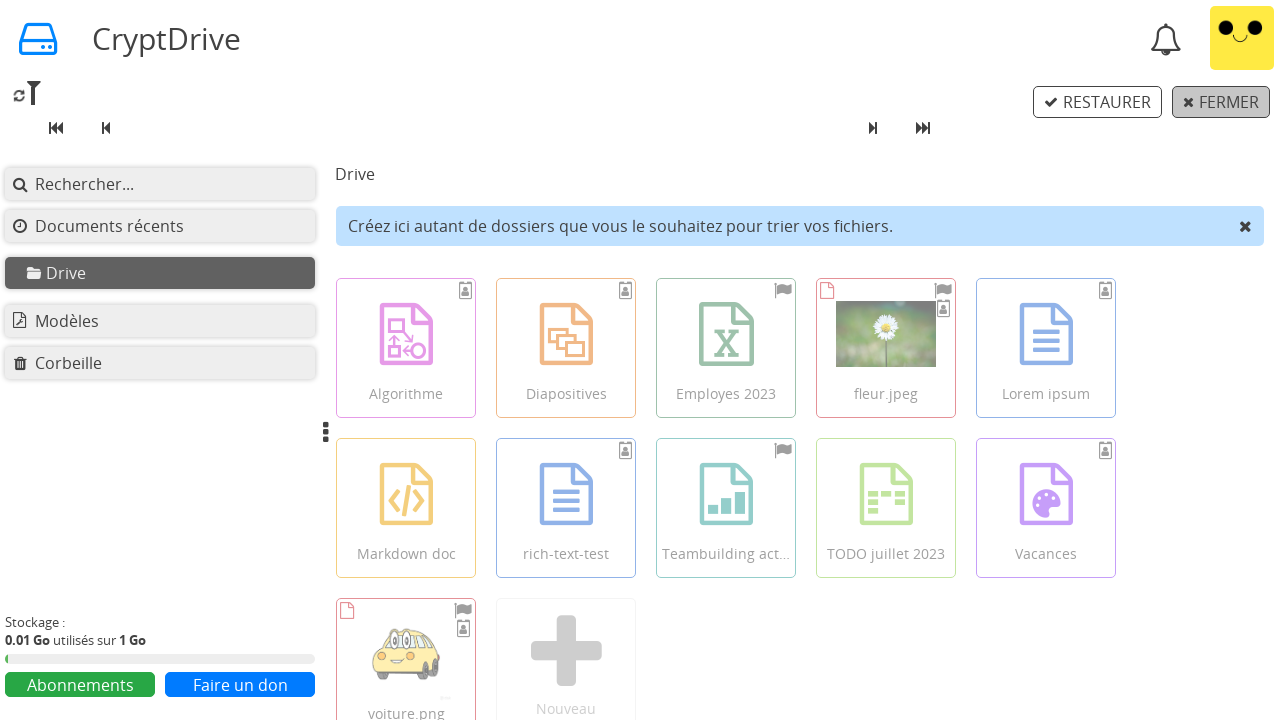 CryptDrive
RESTAURER
FERMER
Rechercher...
Documents récents
Drive
Modèles
Corbeille
Stockage :
0.01 Go utilisés sur 1 Go
Abonnements
Faire un don
Drive
Créez ici autant de dossiers que vous le souhaitez pour trier vos fichiers.
Algorithme
Diapositives
Employes 2023
fleur.jpeg
Lorem ipsum
Markdown doc
rich-text-test
Teambuilding act...
TODO juillet 2023
Vacances
voiture.png
Nouveau